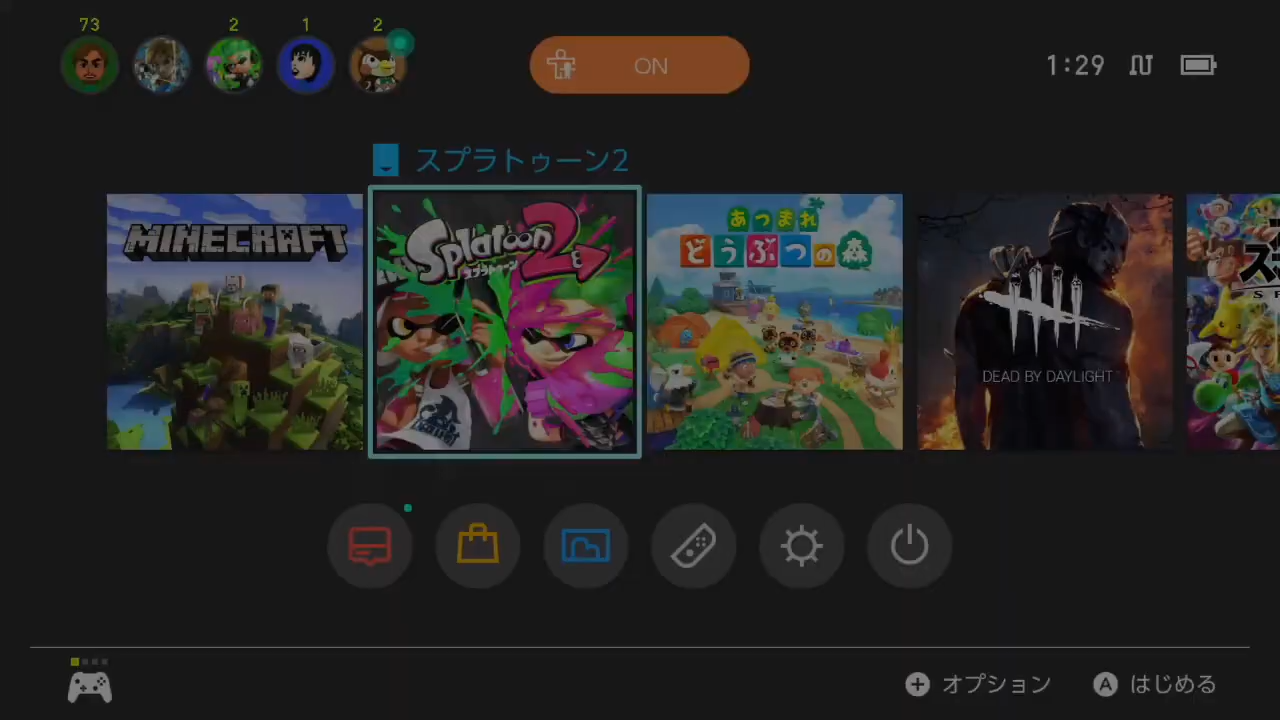 73
2
1
2
ON
1:29
スプラトゥーン2
MINECRAFT
Splatoon 2
スプラトゥーン
あつまれ
どうぶつの森
DEAD BY DAYLIGHT
オプション
はじめる